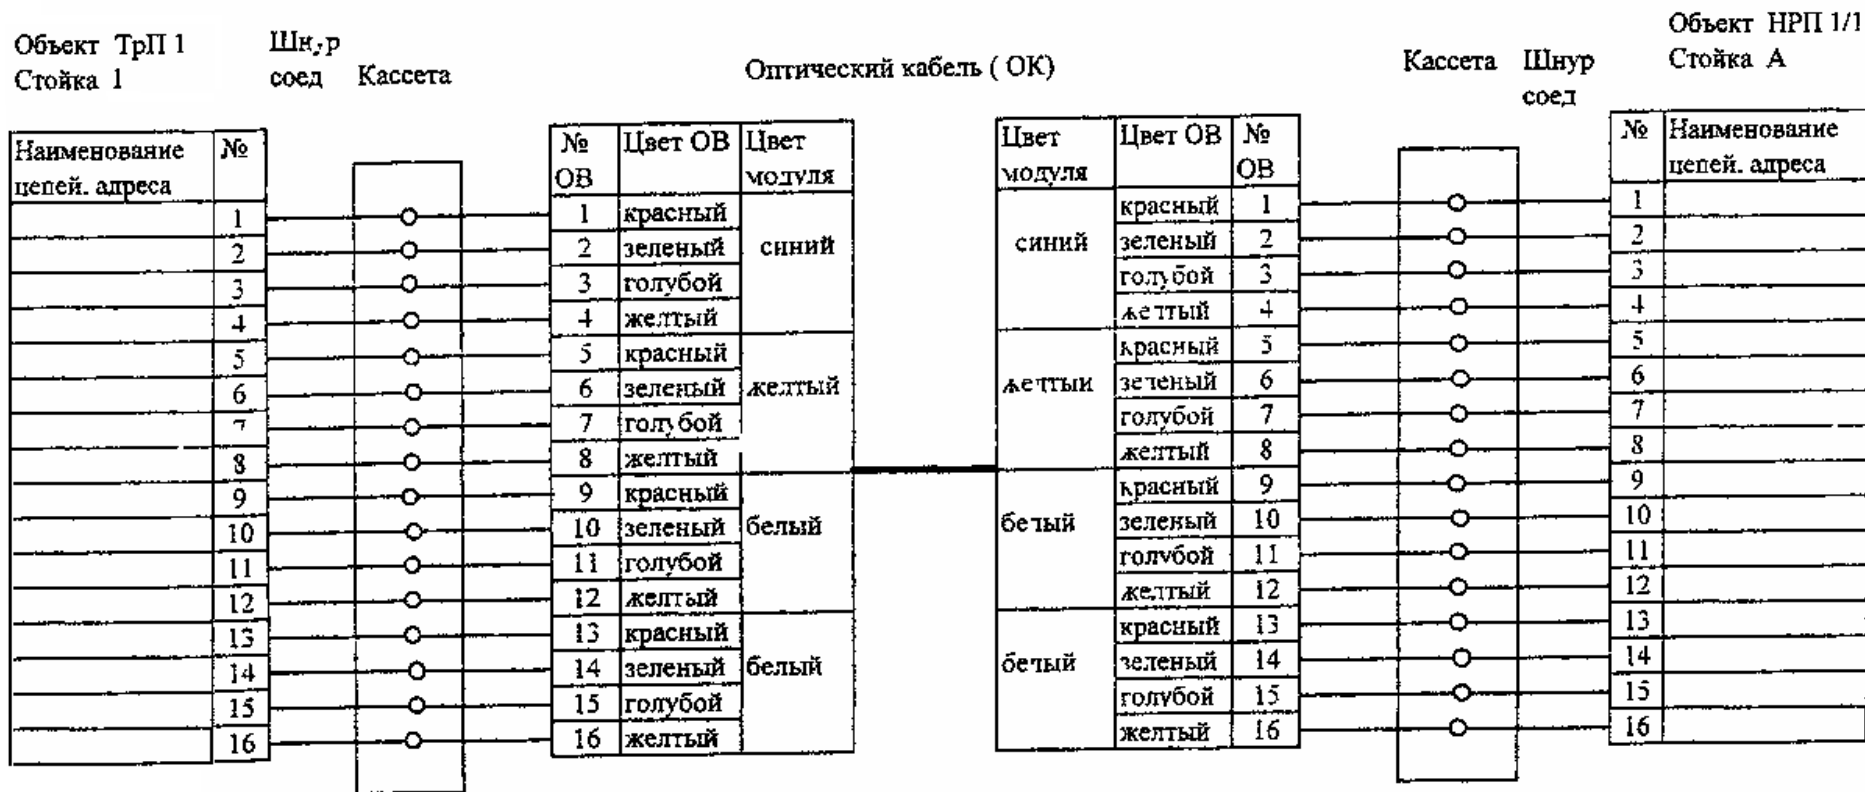 Объект ТрП 1
Стойка 1
Шнур
соед
Кассета
Оптический кабель ( ОК)
Кассета
Шнур
соед
Объект НРП 1/1
Стойка А
Наименование
цепей. адреса
№
№
ОВ
Цвет ОВ
Цвет
модуля
Цвет
модуля
Цвет ОВ
№
ОВ
№
Наименование
цепей. адреса
1
2
3
4
5
6
7
8
9
10
11
12
13
14
15
16
1 красный
2 зеленый
3 голубой
4 желтый
синий
5 красный
6 зеленый
7 голубой
8 желтый
желтый
9 красный
10 зеленый
11 голубой
12 желтый
белый
13 красный
14 зеленый
15 голубой
16 желтый
белый
синий
красный 1
зеленый 2
голубой 3
желтый 4
желтый
красный 5
зеленый 6
голубой 7
желтый 8
белый
красный 9
зеленый 10
голубой 11
желтый 12
белый
красный 13
зеленый 14
голубой 15
желтый 16
1
2
3
4
5
6
7
8
9
10
11
12
13
14
15
16